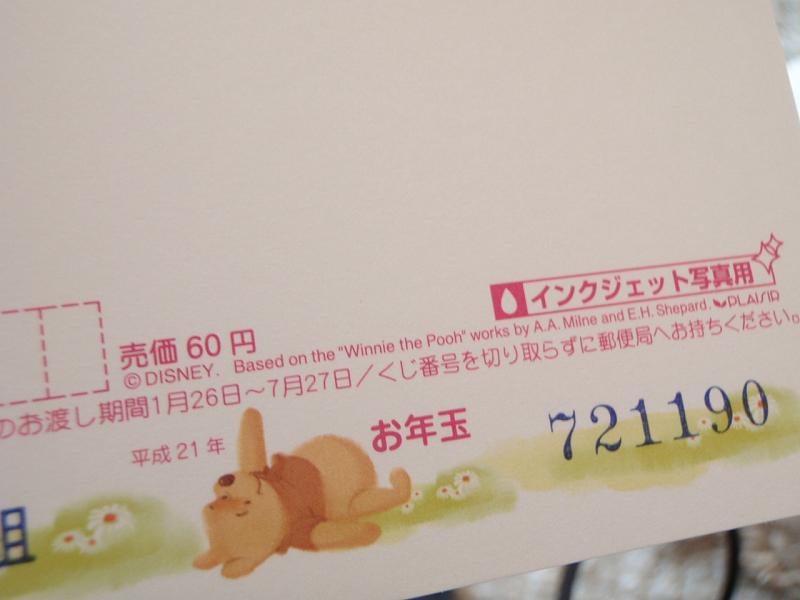 インクジェット写真用
売価 60 円
© DISNEY. Based on the "Winnie the Pooh" works by A.A. Milne and E.H. Shepard. PLAISIR
のお渡し期間1月26日～7月27日／くじ番号を切り取らずに郵便局へお持ちください。
平成 21 年 お年玉 721190
組